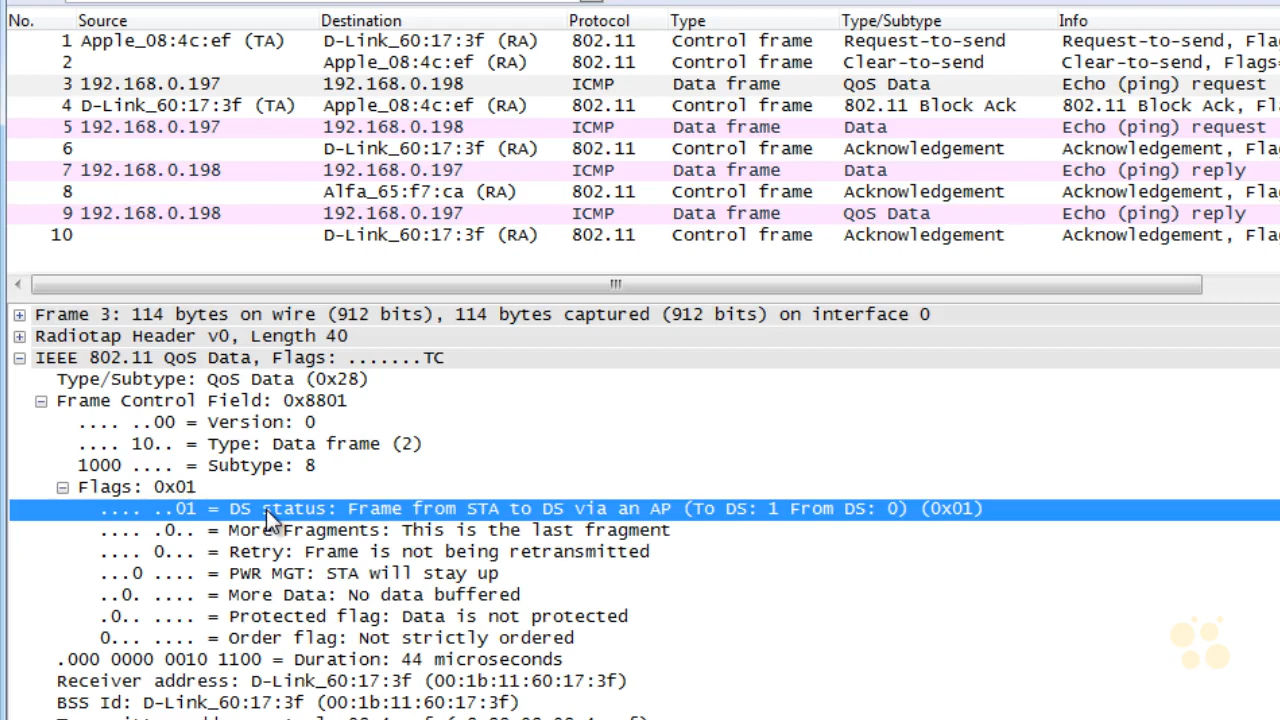 No. Source Destination Protocol Type Type/Subtype Info
1 Apple_08:4c:ef (TA) D-Link_60:17:3f (RA) 802.11 Control frame Request-to-send Request-to-send, Fla
2 Apple_08:4c:ef (RA) 802.11 Control frame Clear-to-send Clear-to-send, Flags=
3 192.168.0.197 192.168.0.198 ICMP Data frame QoS Data Echo (ping) request
4 D-Link_60:17:3f (TA) Apple_08:4c:ef (RA) 802.11 Control frame 802.11 Block Ack 802.11 Block Ack, F
5 192.168.0.197 192.168.0.198 ICMP Data frame Data Echo (ping) request
6 D-Link_60:17:3f (RA) 802.11 Control frame Acknowledgement Acknowledgement, F
7 192.168.0.198 192.168.0.197 ICMP Data frame Data Echo (ping) reply
8 Alfa_65:f7:ca (RA) 802.11 Control frame Acknowledgement Acknowledgement, F
9 192.168.0.198 192.168.0.197 ICMP Data frame QoS Data Echo (ping) reply
10 D-Link_60:17:3f (RA) 802.11 Control frame Acknowledgement Acknowledgement, Fla
Frame 3: 114 bytes on wire (912 bits), 114 bytes captured (912 bits) on interface 0
Radiotap Header v0, Length 40
IEEE 802.11 QoS Data, Flags: .......TC
Type/Subtype: QoS Data (0x28)
Frame Control Field: 0x8801
.... ..00 = Version: 0
.... 10.. = Type: Data frame (2)
1000 .... = Subtype: 8
Flags: 0x01
.... ..01 = DS status: Frame from STA to DS via an AP (To DS: 1 From DS: 0) (0x01)
.... .0.. = More Fragments: This is the last fragment
.... 0... = Retry: Frame is not being retransmitted
...0 .... = PWR MGT: STA will stay up
..0. .... = More Data: No data buffered
.0.. .... = Protected flag: Data is not protected
0... .... = Order flag: Not strictly ordered
.000 0000 0010 1100 = Duration: 44 microseconds
Receiver address: D-Link_60:17:3f (00:1b:11:60:17:3f)
BSS Id: D-Link_60:17:3f (00:1b:11:60:17:3f)